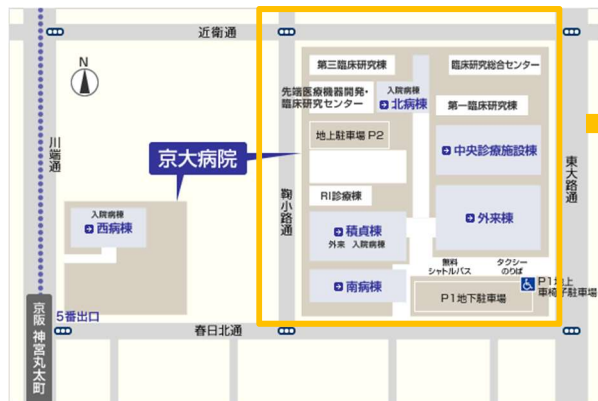 近衛通
N
第三臨床研究棟
臨床研究総合センター
先端医療機器開発・
臨床研究センター
入院病棟
北病棟
第一臨床研究棟
地上駐車場 P2
中央診療施設棟
川端通
京大病院
東大路通
RI診療棟
鞠小路通
入院病棟
西病棟
積貞棟
外来 入院病棟
外来棟
無料
シャトルバス
タクシー
のりば
南病棟
P1地上
車椅子駐車場
P1地下駐車場
5番出口
京阪 神宮丸太町
春日北通